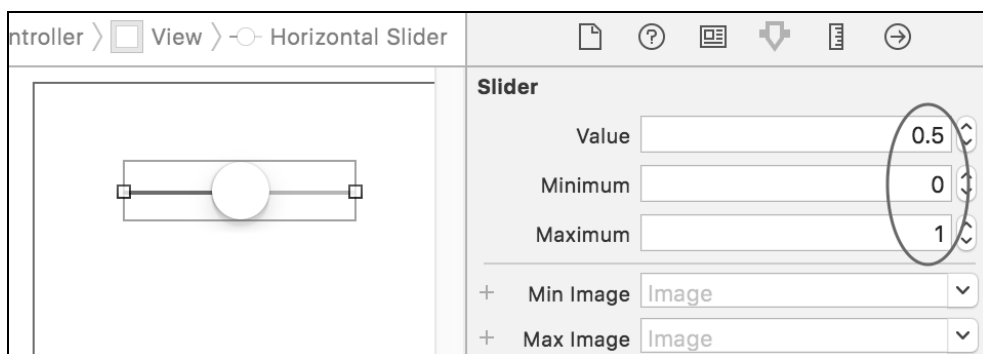 ntroller View Horizontal Slider
Slider
Value 0.5
Minimum 0
Maximum 1
+ Min Image Image
+ Max Image Image